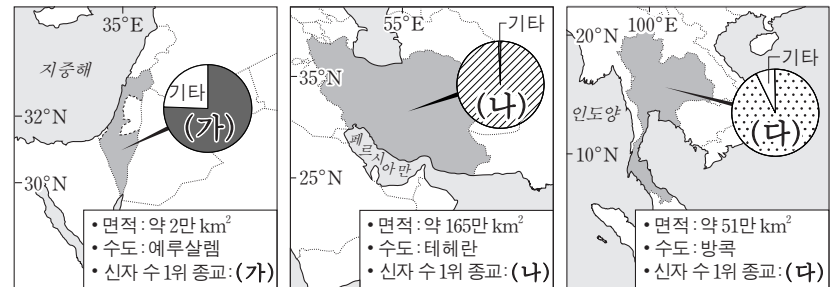 35°E
지중해
기타
(가)
32°N
30°N
• 면적:약 2만 km²
• 수도:예루살렘
• 신자 수 1위 종교:(가)
55°E
기타
35°N
(나)
페르시아만
25°N
• 면적:약 165만 km²
• 수도:테헤란
• 신자 수 1위 종교:(나)
20°N
100°E
기타
인도양
(다)
10°N
• 면적:약 51만 km²
• 수도:방콕
• 신자 수 1위 종교:(다)